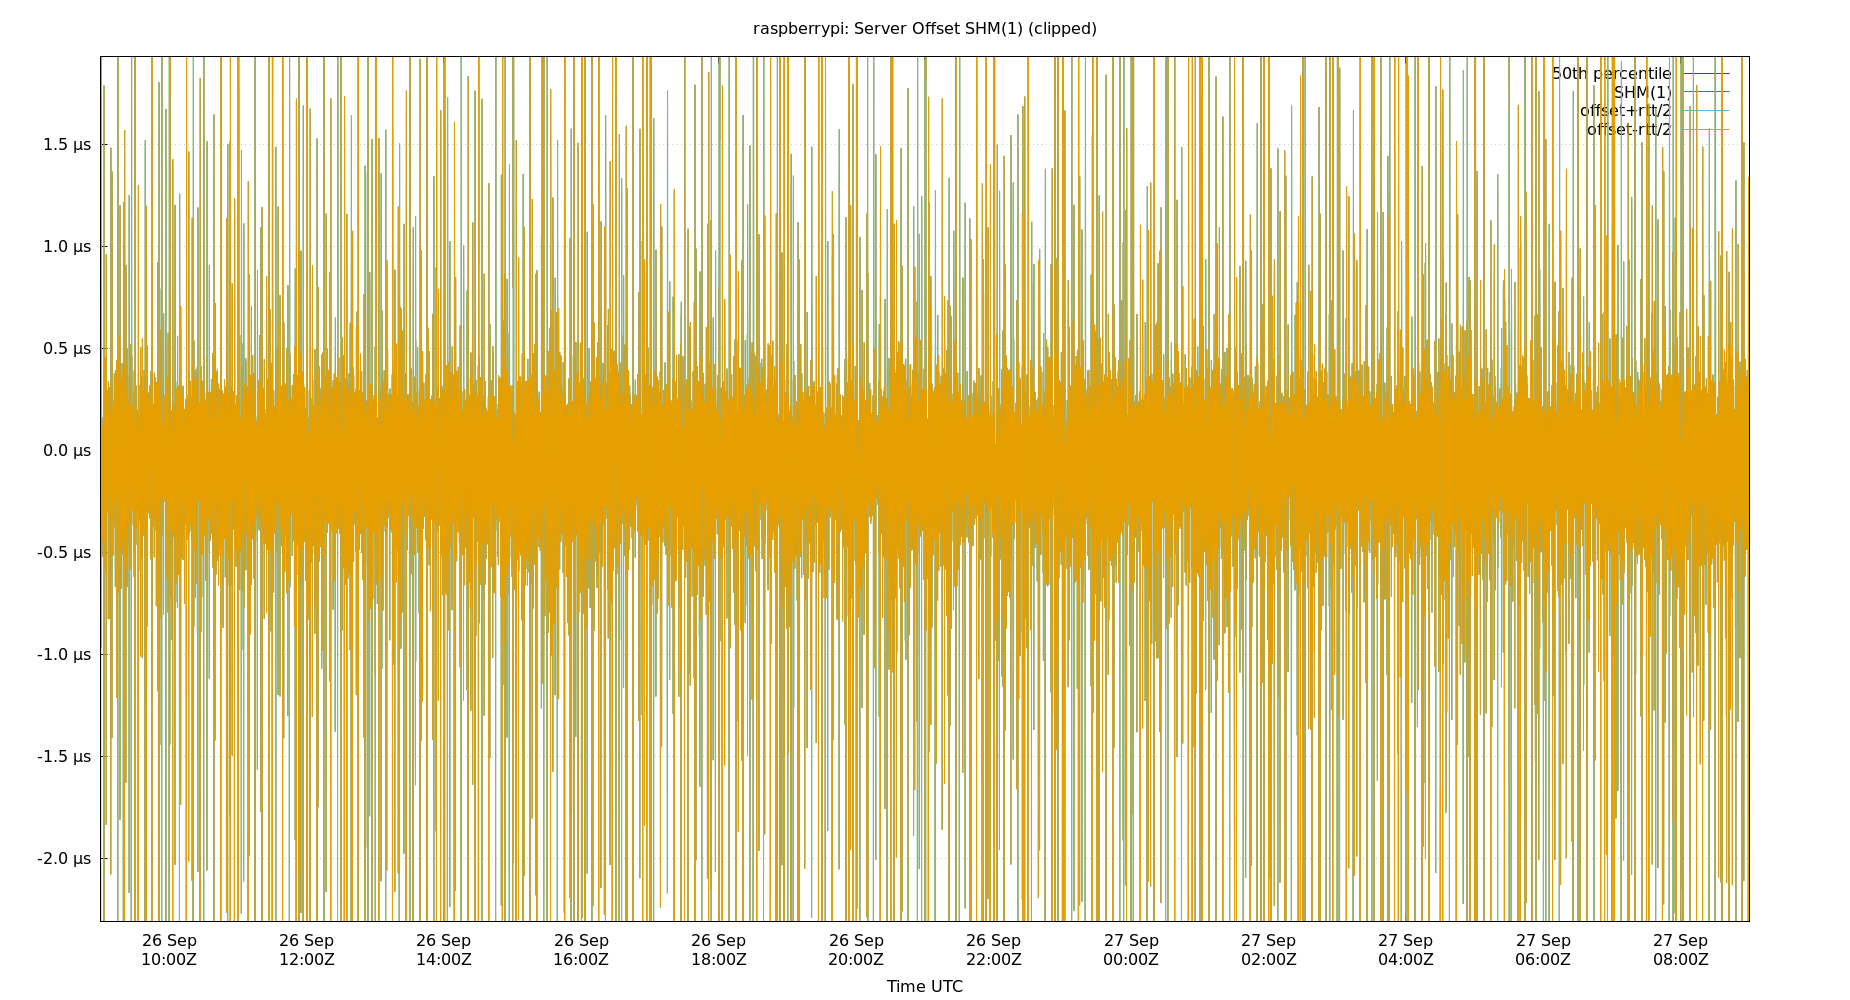 raspberrypi: Server Offset SHM(1) (clipped)
50th percentile
SHM(1)
offset+rtt/2
offset-rtt/2
1.5 µs
1.0 µs
0.5 µs
0.0 µs
-0.5 µs
-1.0 µs
-1.5 µs
-2.0 µs
26 Sep 26 Sep 26 Sep 26 Sep 26 Sep 26 Sep 26 Sep 27 Sep 27 Sep 27 Sep 27 Sep 27 Sep
10:00Z 12:00Z 14:00Z 16:00Z 18:00Z 20:00Z 22:00Z 00:00Z 02:00Z 04:00Z 06:00Z 08:00Z
Time UTC